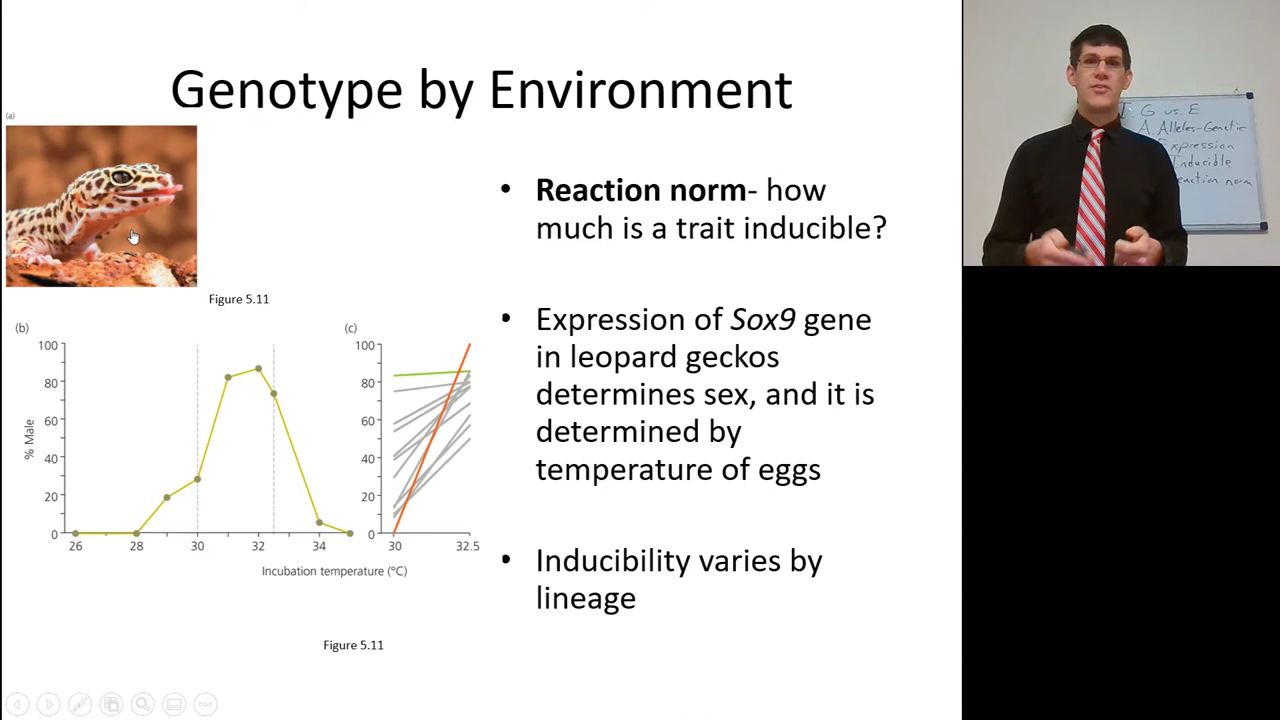 Genotype by Environment
(a)
• Reaction norm- how
much is a trait inducible?
Figure 5.11
• Expression of Sox9 gene
in leopard geckos
determines sex, and it is
determined by
temperature of eggs
• Inducibility varies by
lineage
(b)
100
80
60
40
20
0
% Male
26
28
30
32
34
Incubation temperature (°C)
(c)
100
80
60
40
20
0
30
32.5
Figure 5.11
I. G vs. E
A. Alleles-Genetic
Expression
Inducible
eaction norm